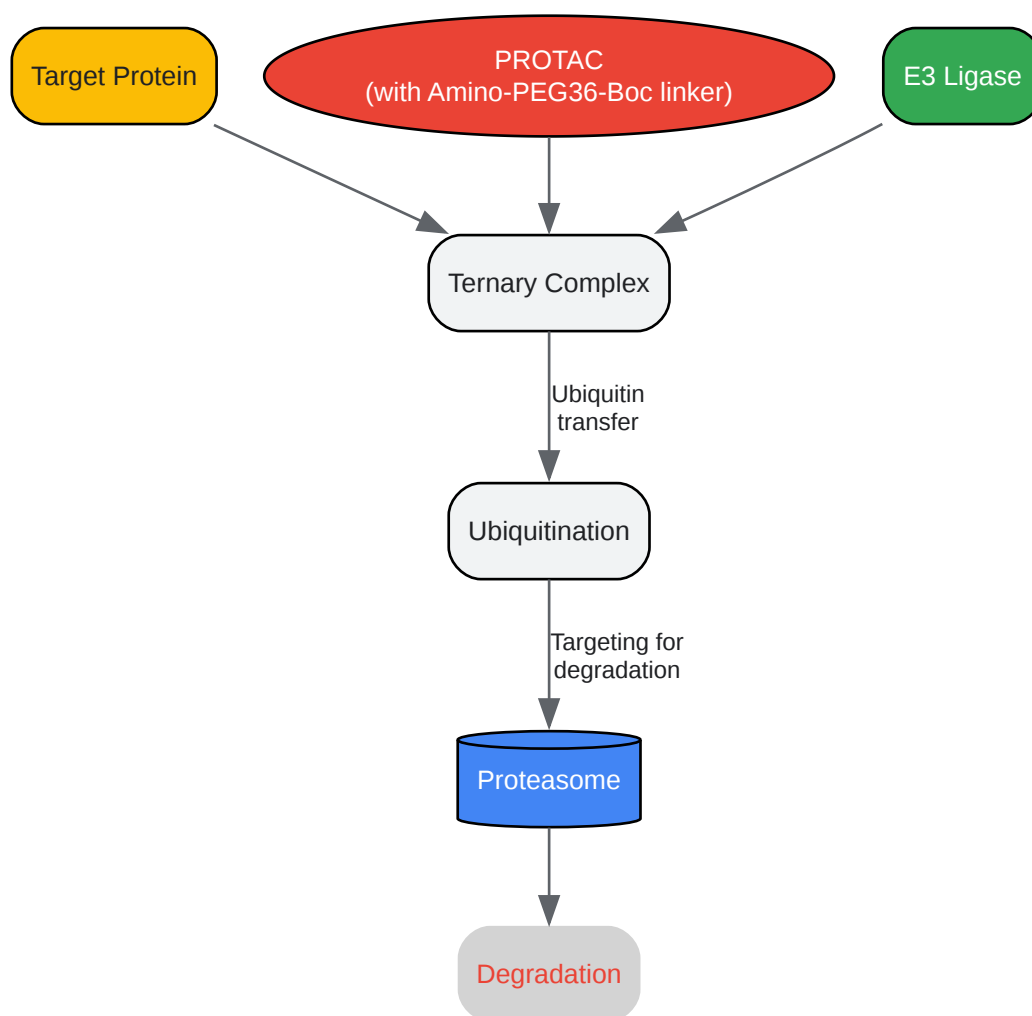 Target Protein
PROTAC
(with Amino-PEG36-Boc linker)
E3 Ligase
Ternary Complex
Ubiquitin
transfer
Ubiquitination
Targeting for
degradation
Proteasome
Degradation